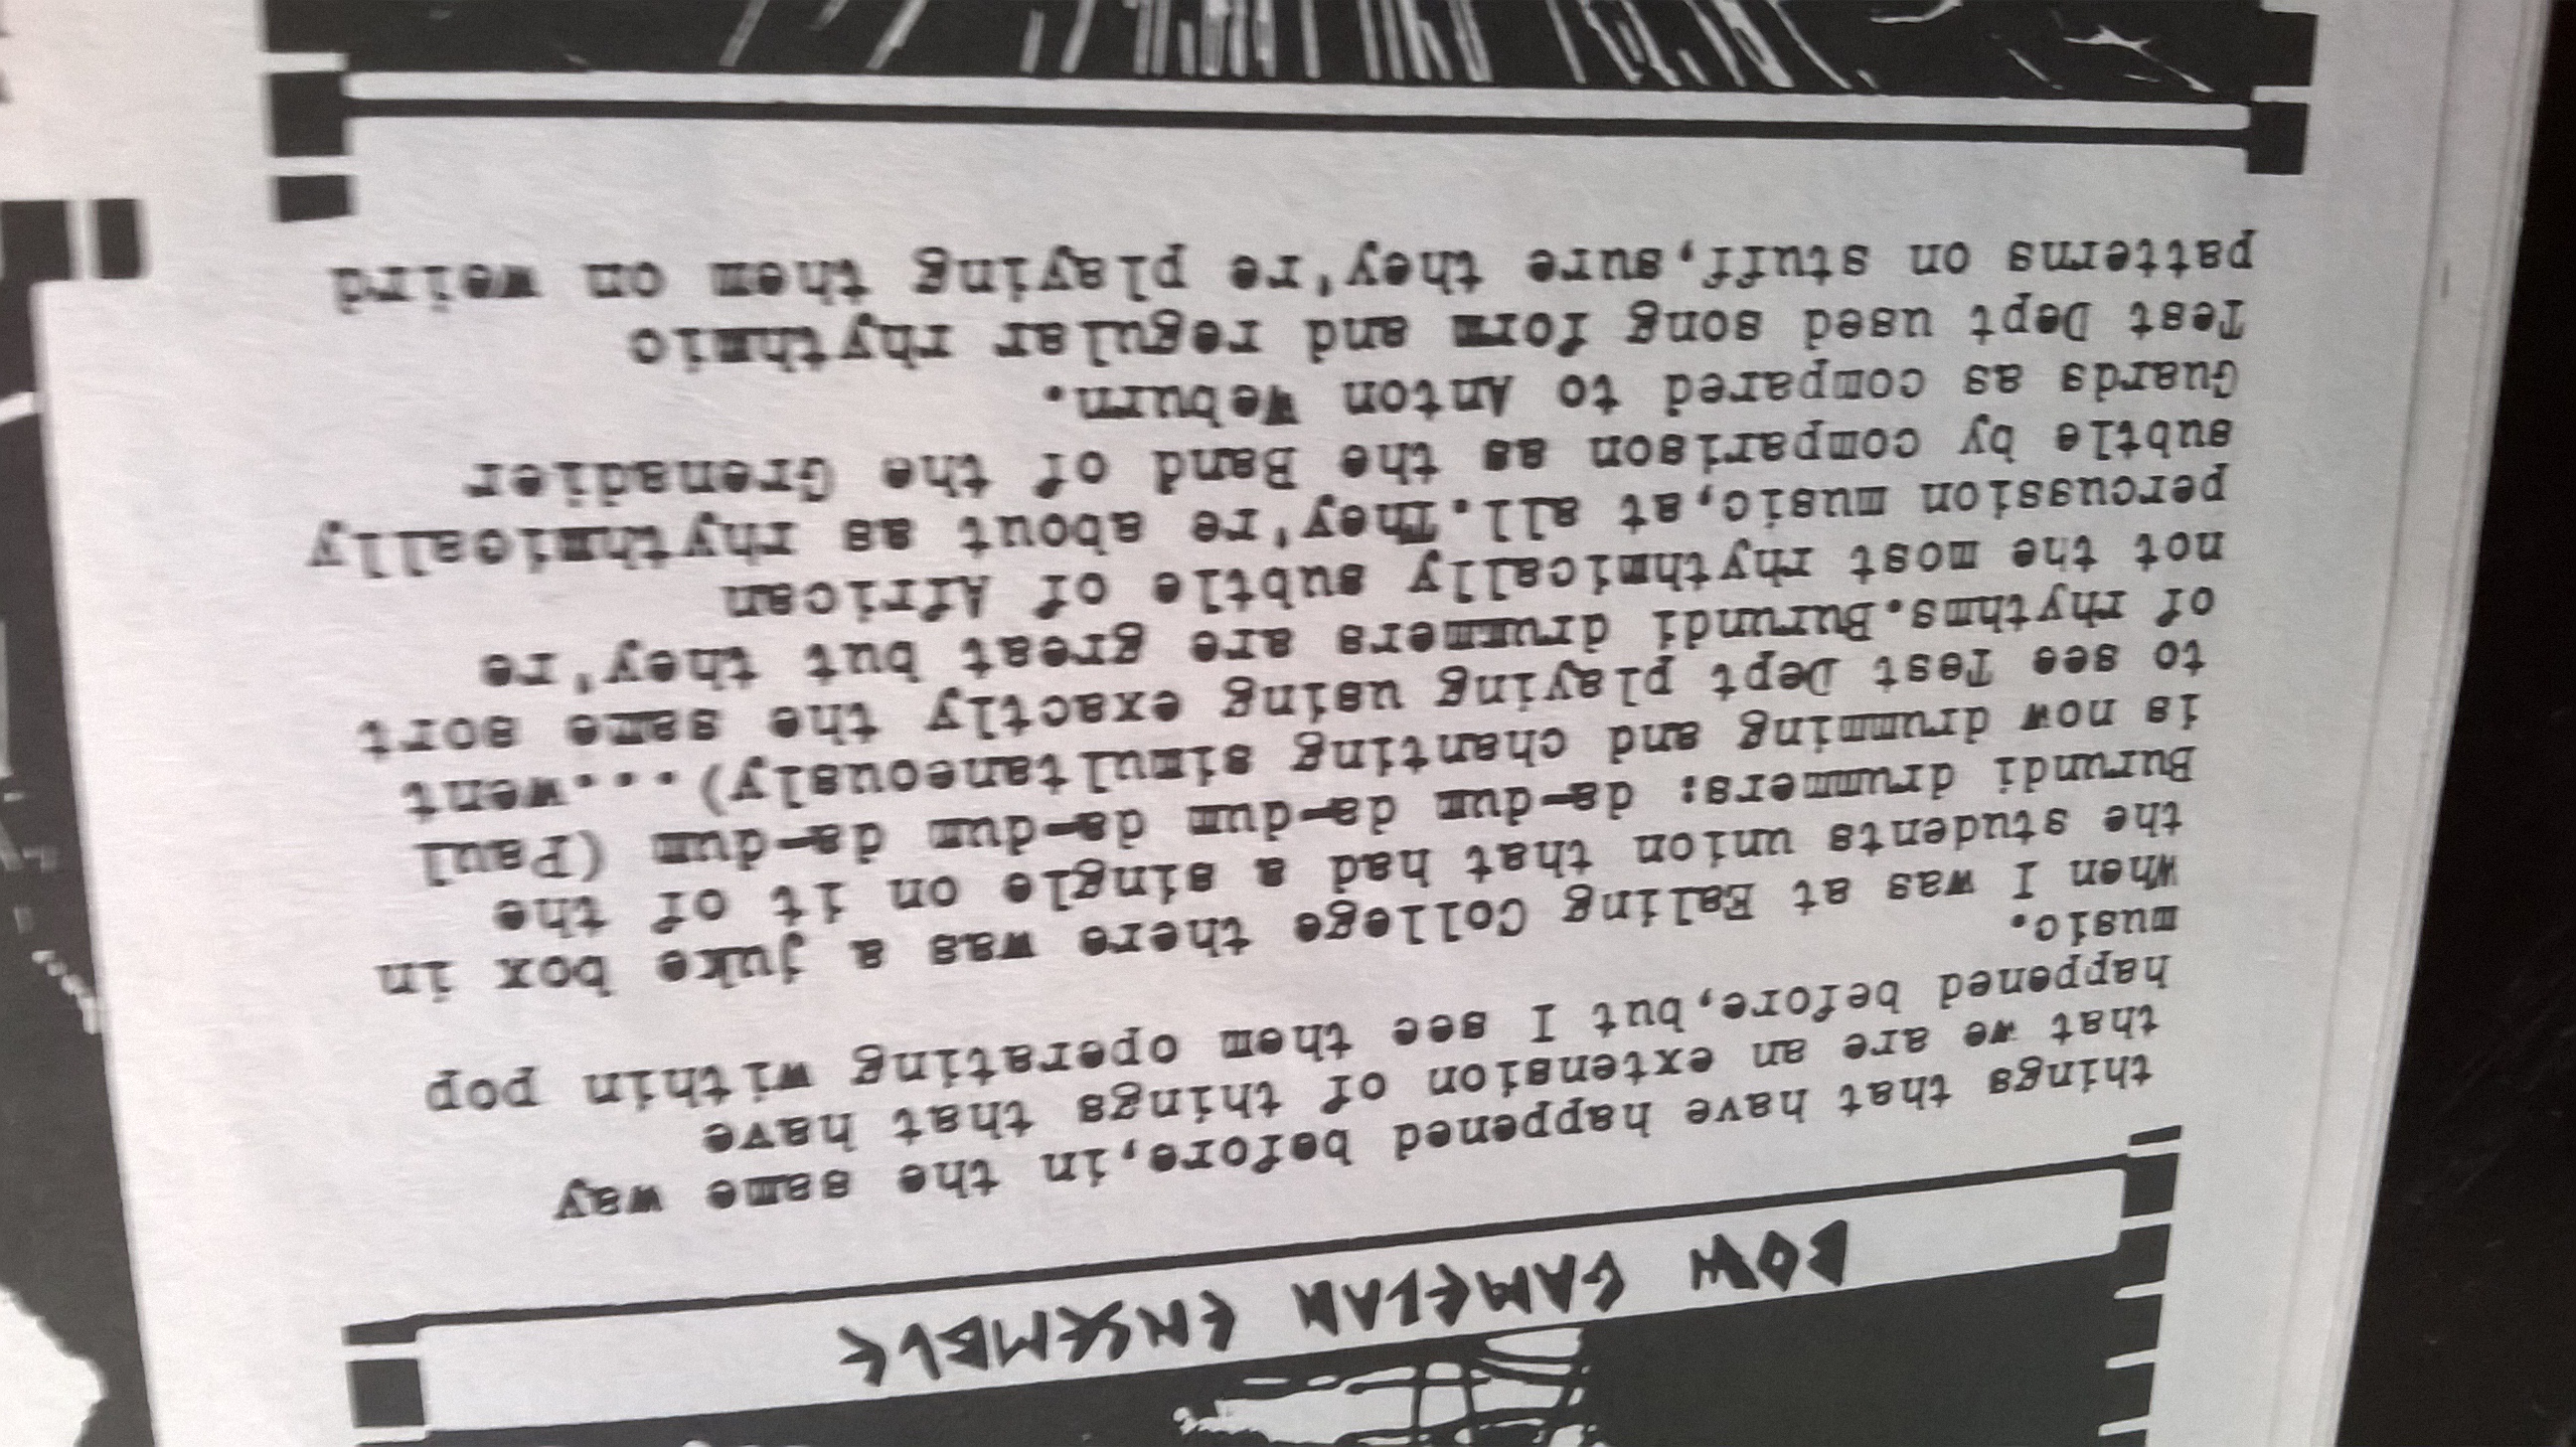 BOW GAMELAN ENSEMBLE
things that have happened before,in the same way
that we are an extension of things that have
happened before,but I see them operating within pop
music.
When I was at Ealing College there was a juke box in
the students union that had a single on it of the
Burundi drummers: da-dum da-dum da-dum da-dum (Paul
is now drumming and chanting simultaneously)...went
to see Test Dept playing using exactly the same sort
of rhythms.Burundi drummers are great but they're
not the most rhythmically subtle of African
percussion music,at all.They're about as rhythmically
subtle by comparison as the Band of the Grenadier
Guards as compared to Anton Weburn.
Test Dept used song form and regular rhythmic
patterns on stuff,sure they're playing them on weird